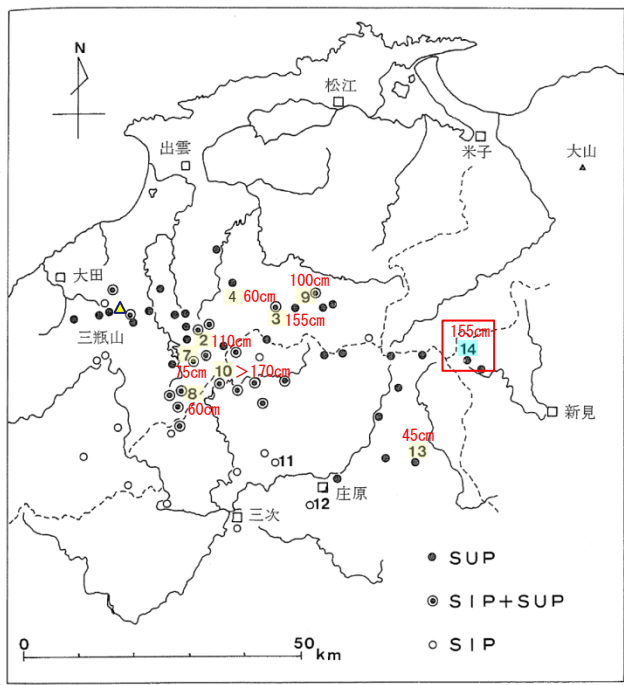 N
松江
米子
大山
出雲
大田
100cm
9
4 60cm
3 155cm
三瓶山
2
110cm
7
155cm
14
75cm
10 >170cm
8
60cm
新見
45cm
13
11
庄原
12
三次
SUP
SIP+SUP
SIP
0 50
km